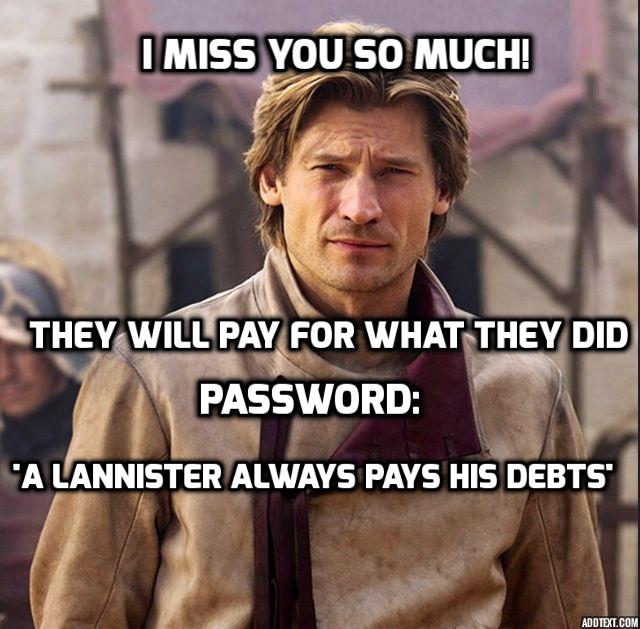 I MISS YOU SO MUCH!
THEY WILL PAY FOR WHAT THEY DID
PASSWORD:
"A LANNISTER ALWAYS PAYS HIS DEBTS"
ADDTEXT.COM